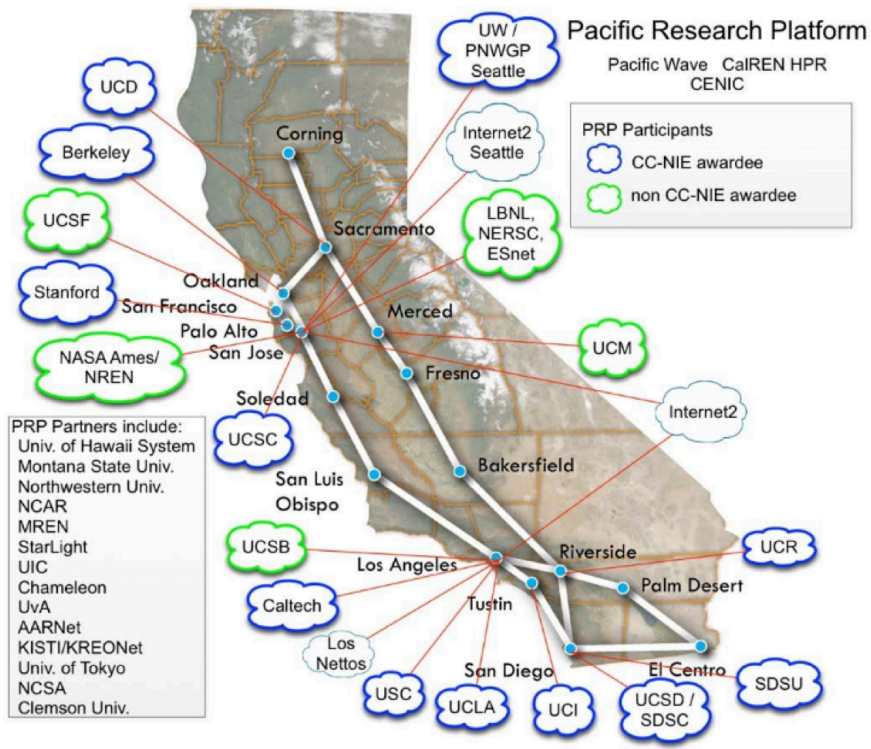 Pacific Research Platform
Pacific Wave CalREN HPR
CENIC
PRP Participants
CC-NIE awardee
non CC-NIE awardee
UW /
PNWGP
Seattle
UCD
Internet2
Seattle
Berkeley
Corning
LBNL,
NERSC,
ESnet
UCSF
Sacramento
Oakland
Stanford
San Francisco
Merced
Palo Alto
San Jose
NASA Ames/
NREN
UCM
Fresno
Soledad
Internet2
UCSC
PRP Partners include:
Univ. of Hawaii System
Montana State Univ.
Northwestern Univ.
NCAR
MREN
StarLight
UIC
Chameleon
UvA
AARNet
KISTI/KREONet
Univ. of Tokyo
NCSA
Clemson Univ.
San Luis
Obispo
Bakersfield
UCSB
Los Angeles
Riverside
UCR
Caltech
Tustin
Palm Desert
Los
Nettos
San Diego
El Centro
USC
UCLA
UCI
UCSD /
SDSC
SDSU